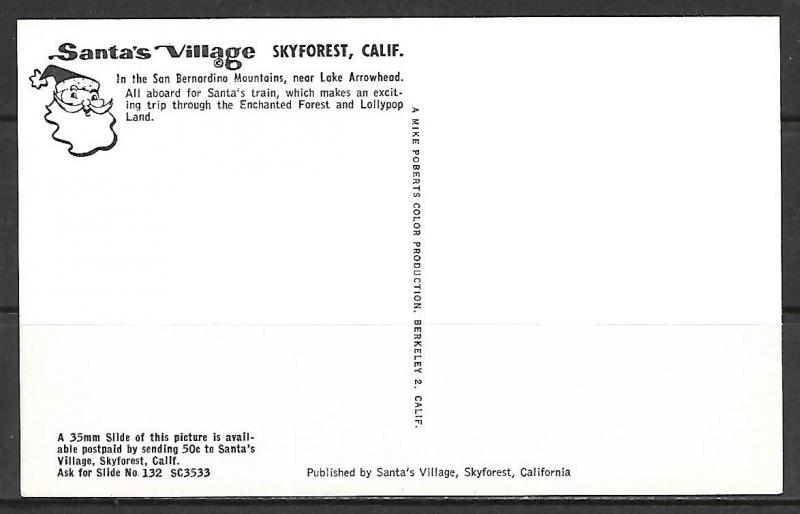 Santa's Village © SKYFOREST, CALIF.
In the San Bernardino Mountains, near Lake Arrowhead.
All aboard for Santa's train, which makes an excit-
ing trip through the Enchanted Forest and Lollypop
Land.
A MIKE POBERTS COLOR PRODUCTION, BERKELEY 2, CALIF.
A 35mm Slide of this picture is avail-
able postpaid by sending 50c to Santa's
Village, Skyforest, Calif.
Ask for Slide No. 132 SC3533
Published by Santa's Village, Skyforest, California